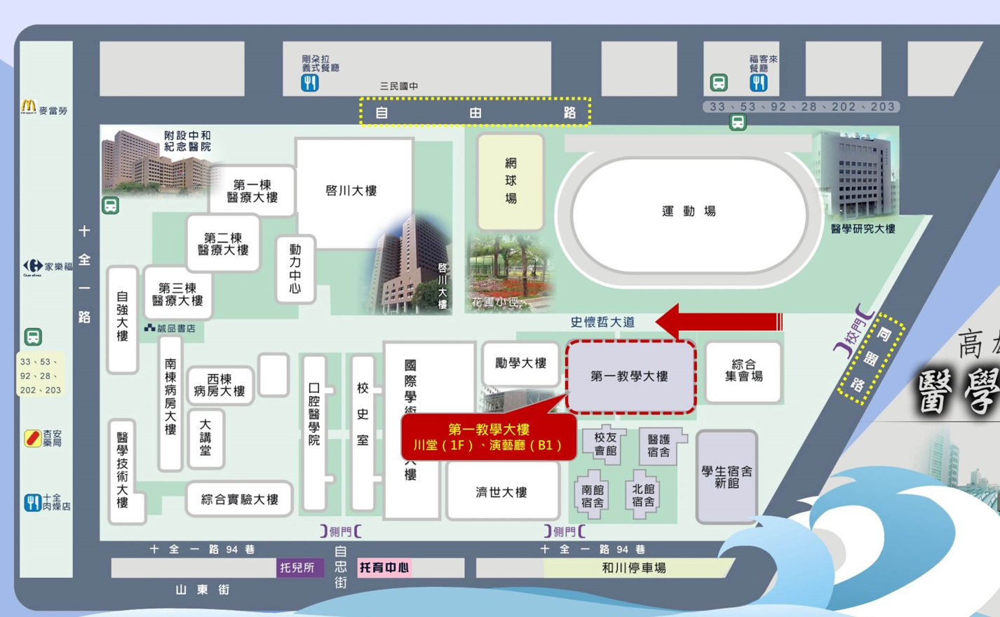 剛朵拉
義式餐廳
三民國中
福客來
餐廳
自由路
33、53、92、28、202、203
麥當勞
附設中和
紀念醫院
第一棟
醫療大樓
啓川大樓
網球場
運動場
醫學研究大樓
第二棟
醫療大樓
動力中心
十全一路
家樂福
啓川大樓
花圃小徑
自強大樓
第三棟
醫療大樓
誠品書店
史懷哲大道
校門
同盟路
33、53、
92、28、
202、203
南棟病房大樓
西棟
病房大樓
口腔醫學院
校史室
勵學大樓
第一教學大樓
綜合
集會場
高
醫學
第一教學大樓
川堂（1F）、演藝廳（B1）
大講堂
杏安
藥局
醫學技術大樓
校友
會館
醫護
宿舍
學生宿舍
新館
南館
宿舍
北館
宿舍
濟世大樓
綜合實驗大樓
十全
肉燥店
側門
側門
十全一路94巷
十全一路94巷
自忠街
托兒所
托育中心
和川停車場
山東街